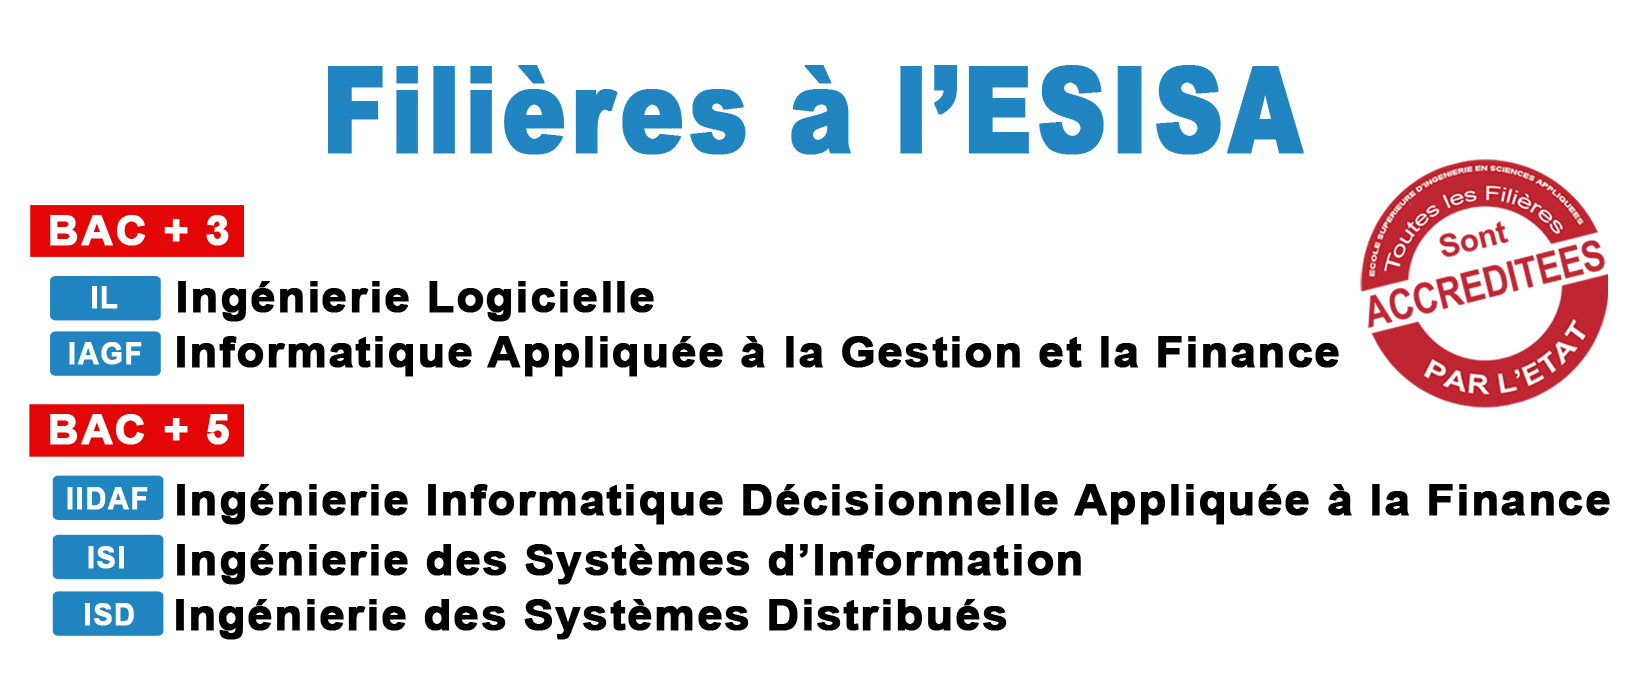 Filières à l’ESISA
BAC + 3
IL Ingénierie Logicielle
IAGF Informatique Appliquée à la Gestion et la Finance
BAC + 5
IIDAF Ingénierie Informatique Décisionnelle Appliquée à la Finance
ISI Ingénierie des Systèmes d’Information
ISD Ingénierie des Systèmes Distribués
ECOLE SUPERIEURE D'INGENIERIE EN SCIENCES APPLIQUEES
Toutes les Filières
Sont
ACCREDITEES
PAR L’ETAT